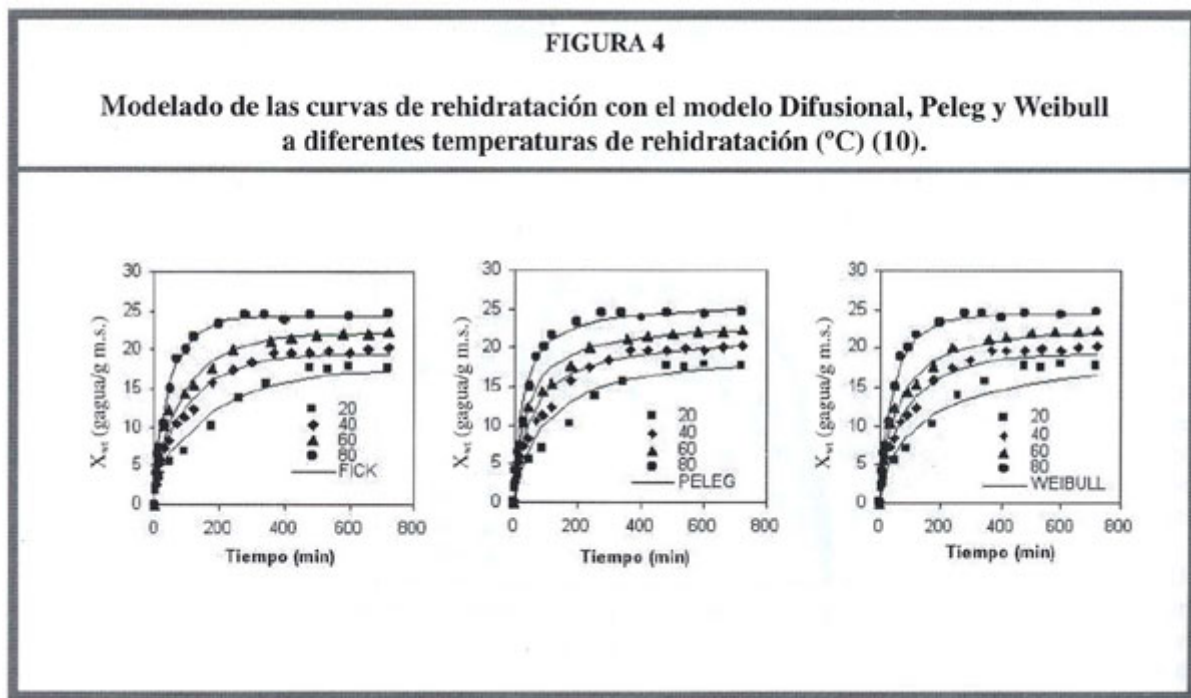 FIGURA 4
Modelado de las curvas de rehidratación con el modelo Difusional, Peleg y Weibull
a diferentes temperaturas de rehidratación (ºC) (10).
30
25
20
15
10
5
0
0 200 400 600 800
X_wt (gagua/g m.s.)
Tiempo (min)
20
40
60
80
FICK
30
25
20
15
10
5
0
0 200 400 600 800
X_wt (gagua/g m.s.)
Tiempo (min)
20
40
60
80
PELEG
30
25
20
15
10
5
0
0 200 400 600 800
X_wt (gagua/g m.s.)
Tiempo (min)
20
40
60
80
WEIBULL